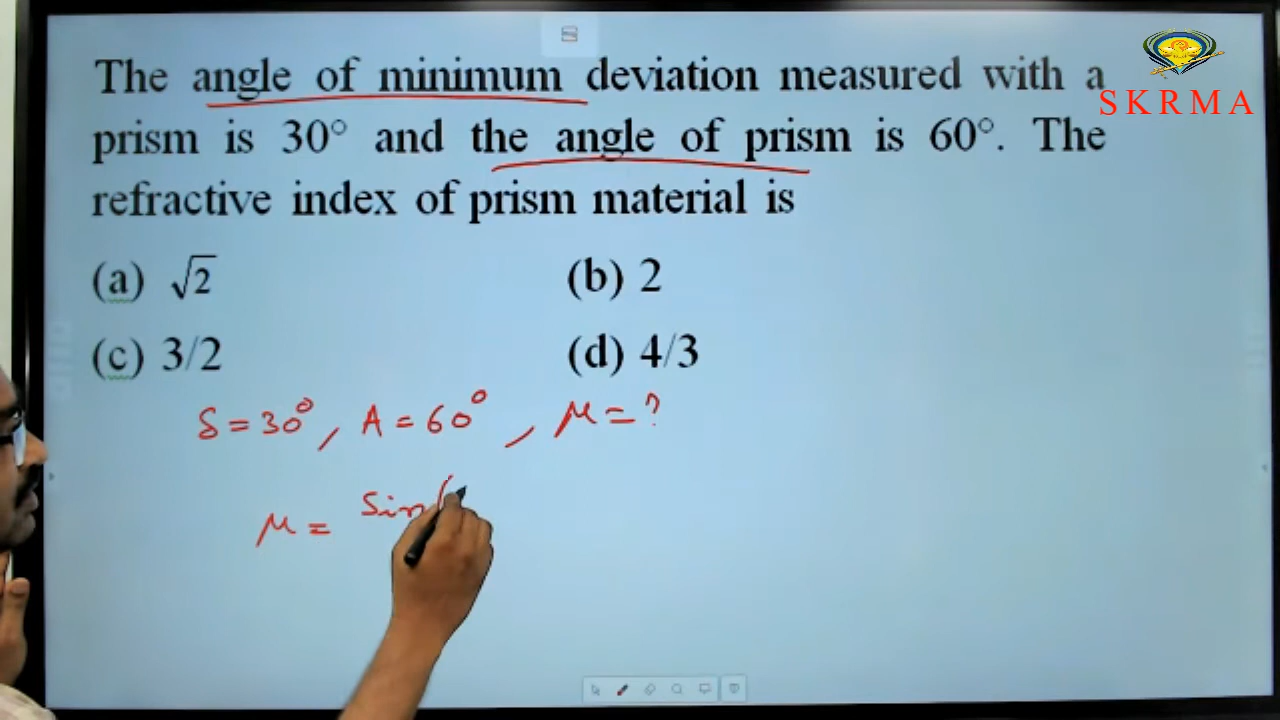 The angle of minimum deviation measured with a
prism is 30° and the angle of prism is 60°. The
refractive index of prism material is
(a) √2
(b) 2
(c) 3/2
(d) 4/3
δ = 30°, A = 60°, μ = ?
μ = Sin(
SKRMA